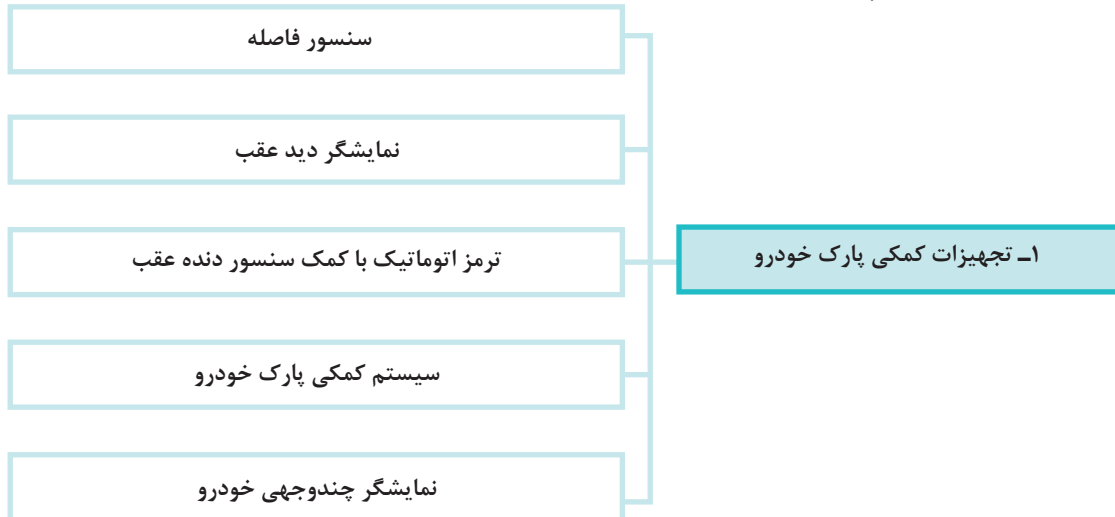 ۱ـ تجهیزات کمکی پارک خودرو
سنسور فاصله
نمایشگر دید عقب
ترمز اتوماتیک با کمک سنسور دنده عقب
سیستم کمکی پارک خودرو
نمایشگر چندوجهی خودرو